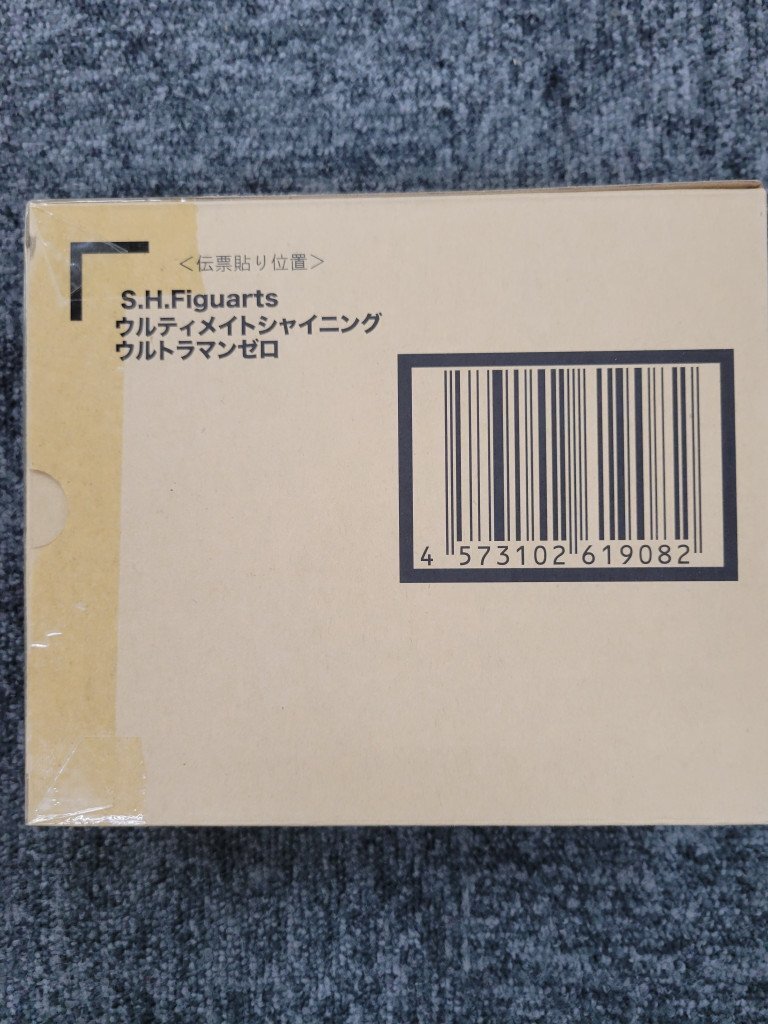 <伝票貼り位置>
S.H.Figuarts
ウルティメイトシャイニング
ウルトラマンゼロ
4 573102 619082